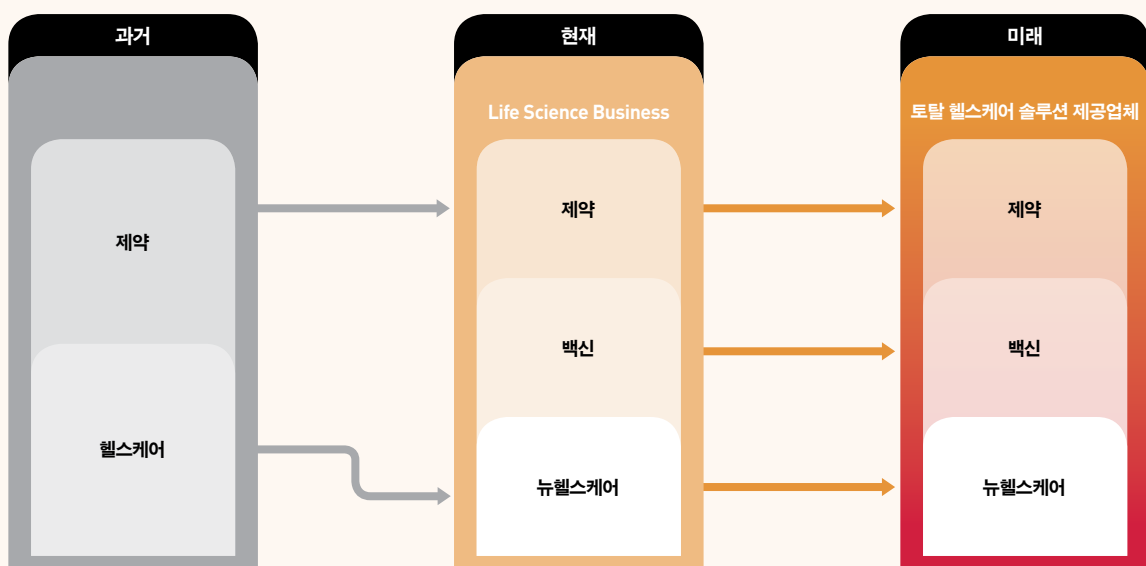 과거
제약
헬스케어
현재
Life Science Business
제약
백신
뉴헬스케어
미래
토탈 헬스케어 솔루션 제공업체
제약
백신
뉴헬스케어